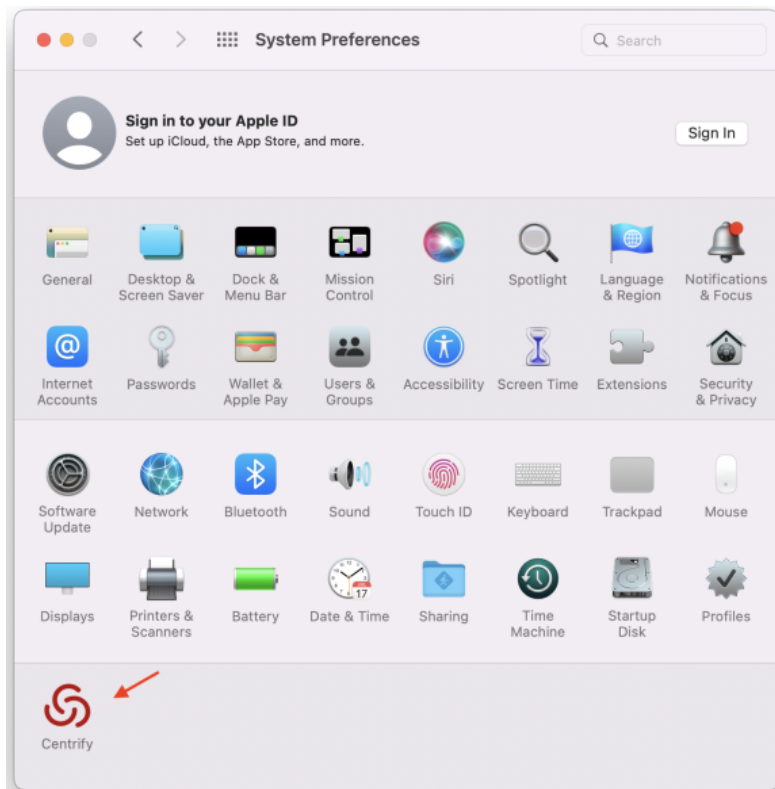 System Preferences
Search
Sign in to your Apple ID
Set up iCloud, the App Store, and more.
Sign In
General
Desktop &
Screen Saver
Dock &
Menu Bar
Mission
Control
Siri
Spotlight
Language
& Region
Notifications
& Focus
Internet
Accounts
Passwords
Wallet &
Apple Pay
Users &
Groups
Accessibility
Screen Time
Extensions
Security
& Privacy
Software
Update
Network
Bluetooth
Sound
Touch ID
Keyboard
Trackpad
Mouse
Displays
Printers &
Scanners
Battery
17
Date & Time
Sharing
Time
Machine
Startup
Disk
Profiles
Centrify